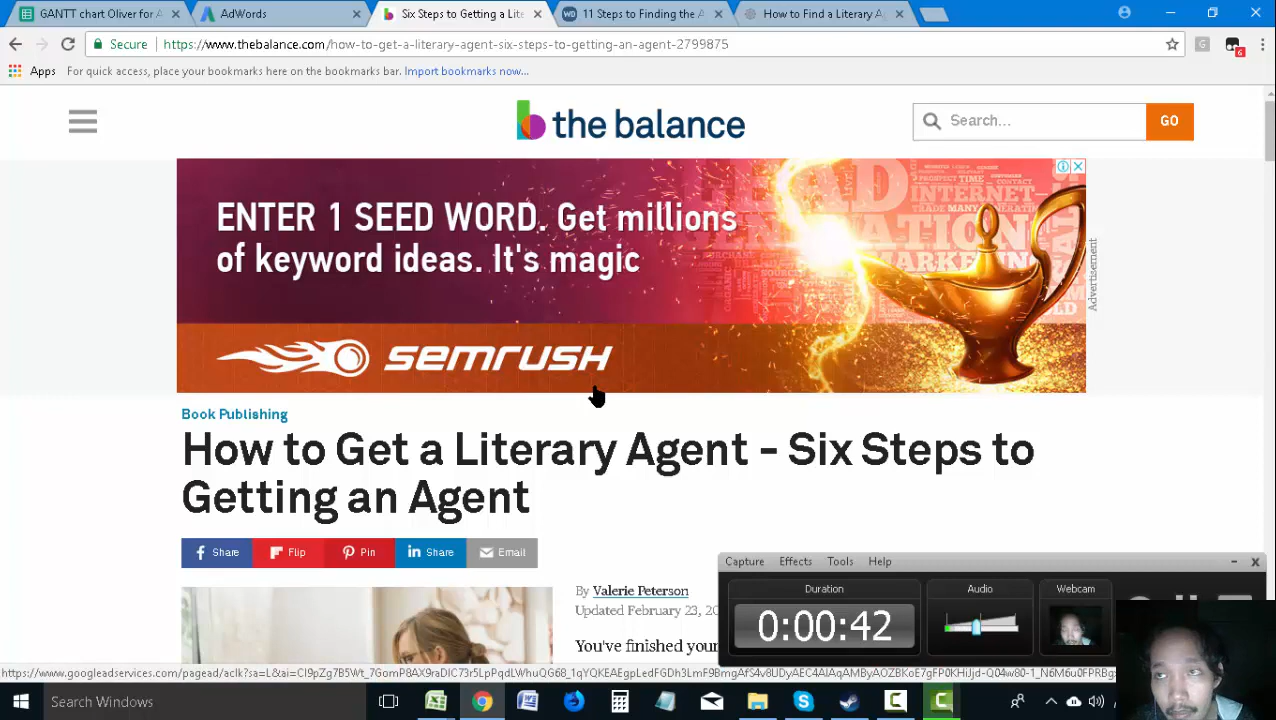 GANTT chart Oliver for A
AdWords
Six Steps to Getting a Lite
11 Steps to Finding the A
How to Find a Literary A
Secure
https://www.thebalance.com/how-to-get-a-literary-agent-six-steps-to-getting-an-agent-2799875
Apps
For quick access, place your bookmarks here on the bookmarks bar. Import bookmarks now...
the balance
Search...
GO
ENTER 1 SEED WORD. Get millions
of keyword ideas. It's magic
semrush
Advertisement
Book Publishing
How to Get a Literary Agent - Six Steps to
Getting an Agent
Share
Flip
Pin
Share
Email
By Valerie Peterson
Updated February 23, 20
You've finished your
Capture
Effects
Tools
Help
Duration
0:00:42
Audio
Webcam
Search Windows